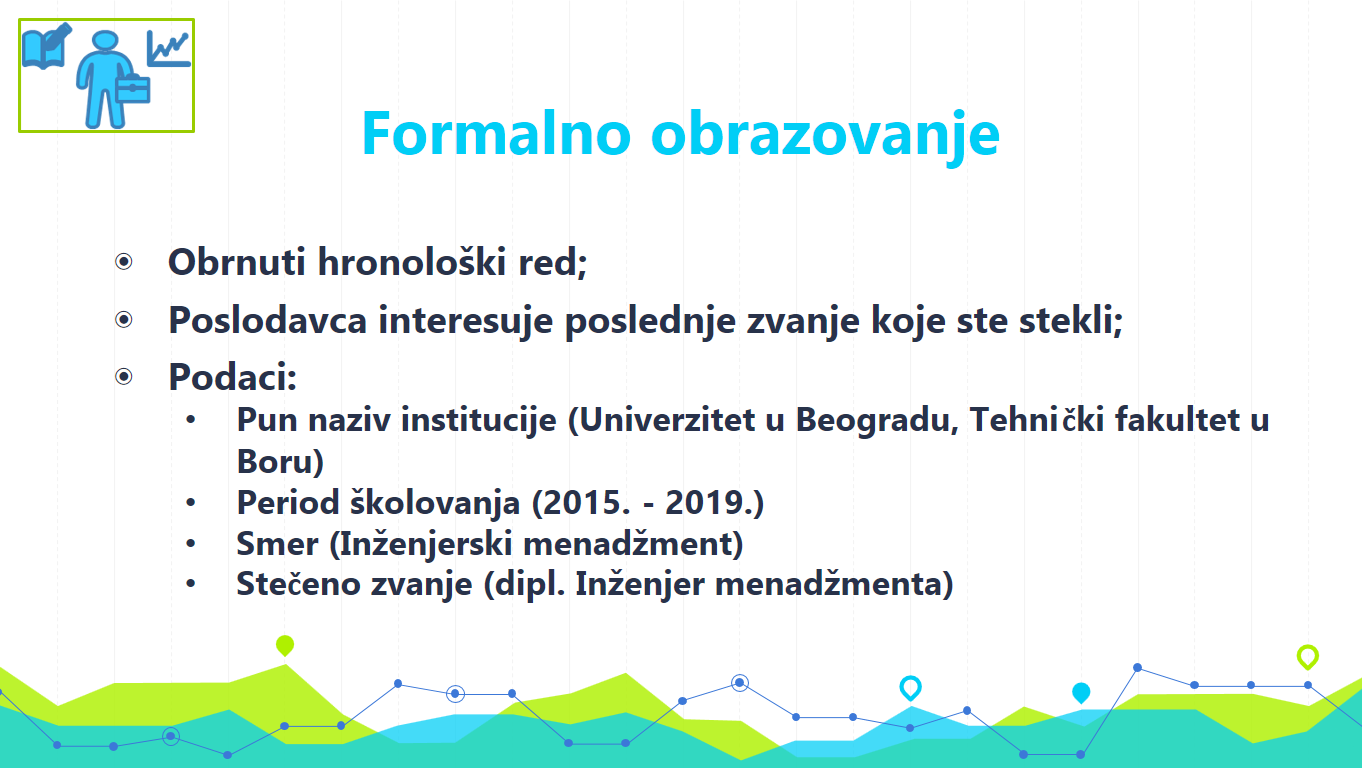 Formalno obrazovanje
Obrnuti hronološki red;
Poslodavca interesuje poslednje zvanje koje ste stekli;
Podaci:
Pun naziv institucije (Univerzitet u Beogradu, Tehnički fakultet u
Boru)
Period školovanja (2015. - 2019.)
Smer (Inženjerski menadžment)
Stečeno zvanje (dipl. Inženjer menadžmenta)